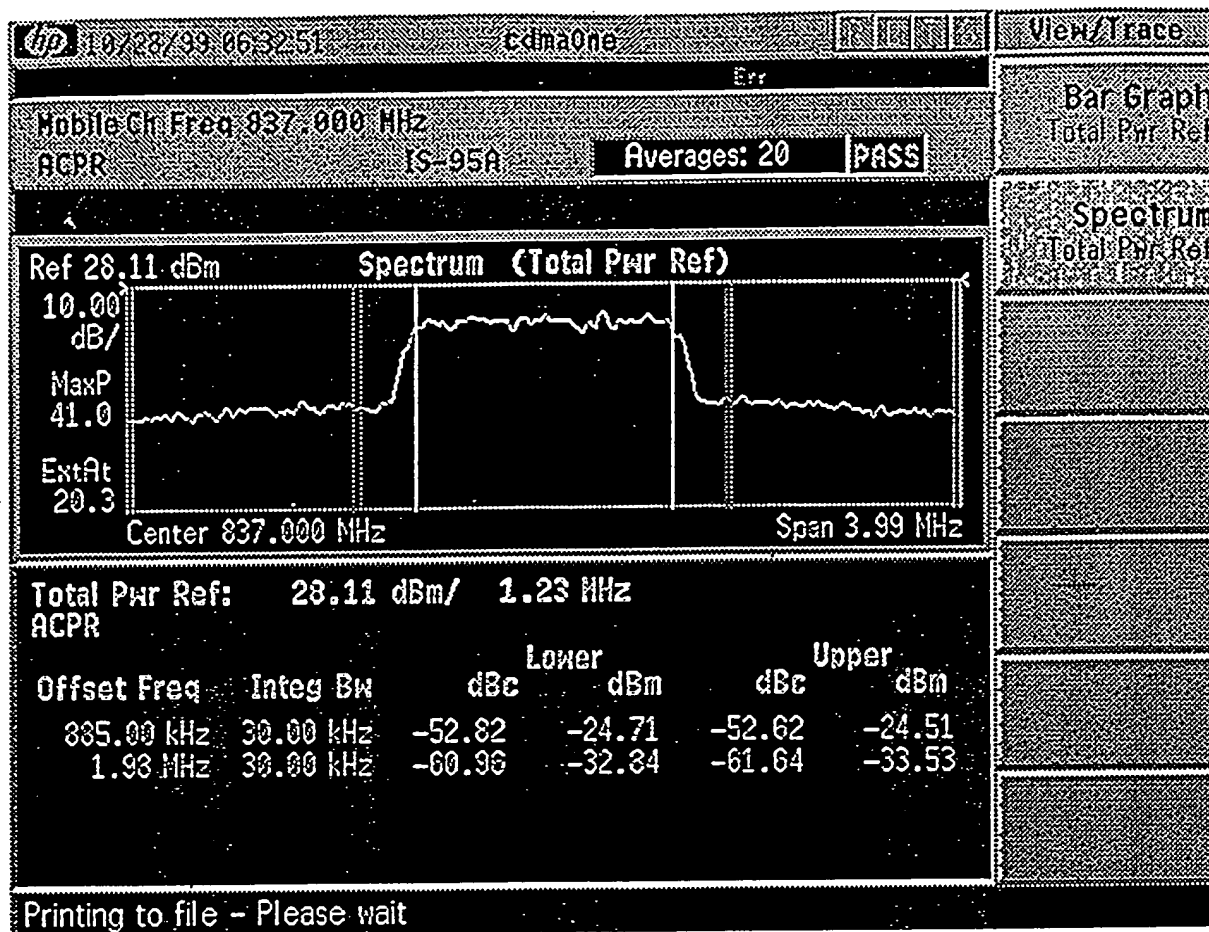 hp 10/28/99 06:32:51 cdmaOne View/Trace
Err
Bar Graph
Total Pwr Ref
Mobile Ch Freq 837.000 MHz
ACPR IS-95A Averages: 20 PASS
Spectrum
Total Pwr Ref
Ref 28.11 dBm Spectrum (Total Pwr Ref)
10.00
dB/
MaxP
41.0
ExtAt
20.3
Center 837.000 MHz Span 3.99 MHz
Total Pwr Ref: 28.11 dBm/ 1.23 MHz
ACPR
Lower Upper
Offset Freq Integ Bw dBc dBm dBc dBm
885.00 kHz 30.00 kHz -52.82 -24.71 -52.62 -24.51
1.98 MHz 30.00 kHz -60.96 -32.84 -61.64 -33.53
Printing to file - Please wait